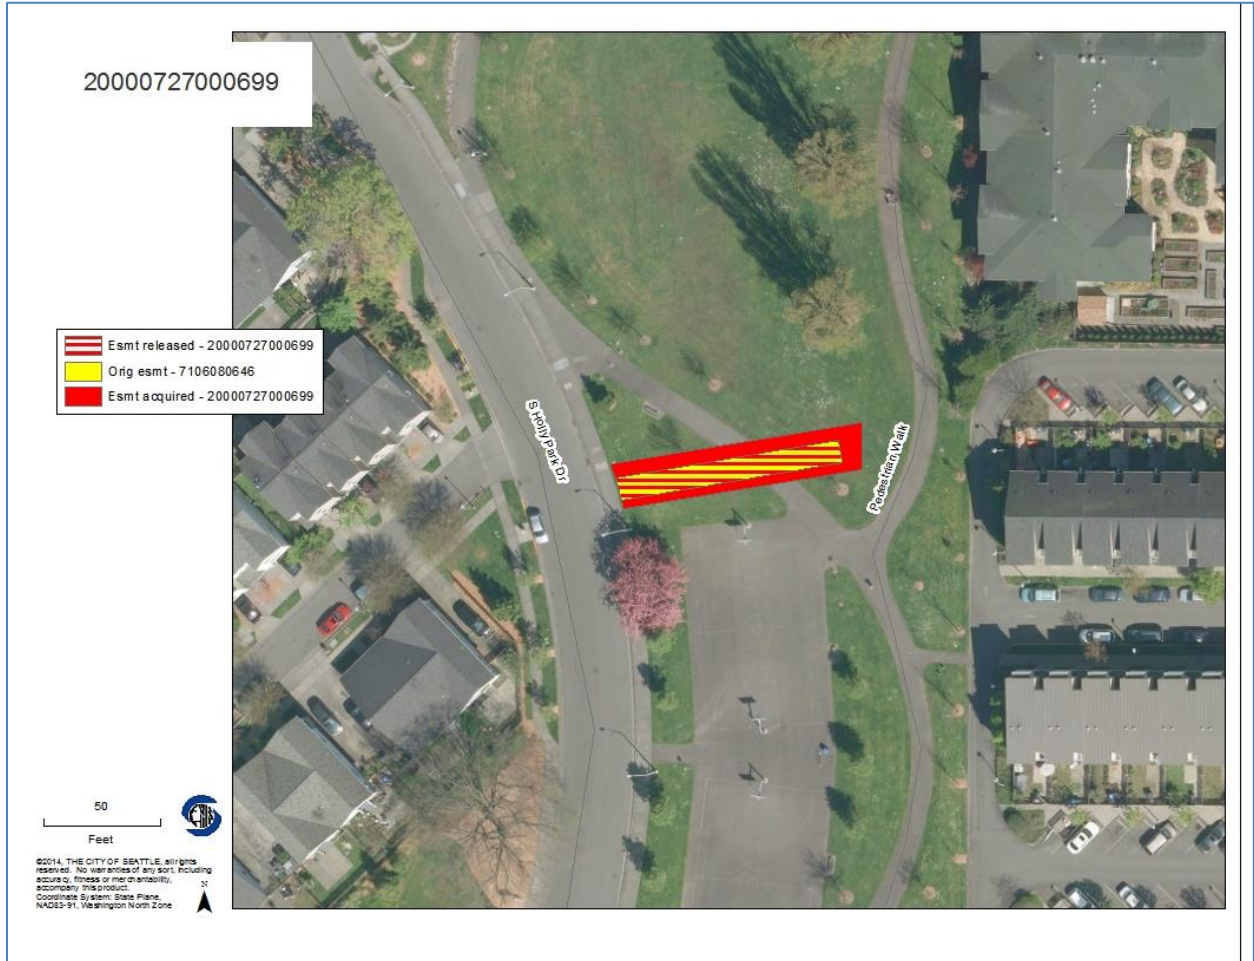 20000727000699
Esmt released - 20000727000699
Orig esmt - 7106080646
Esmt acquired - 20000727000699
S Holly Park Dr
Pedestrian Walk
50
Feet
©2014, THE CITY OF SEATTLE, all rights
reserved. No warranties of any sort, including
accuracy, fitness or merchantability,
accompany this product.
Coordinate System: State Plane,
NAD83-91, Washington North Zone
N